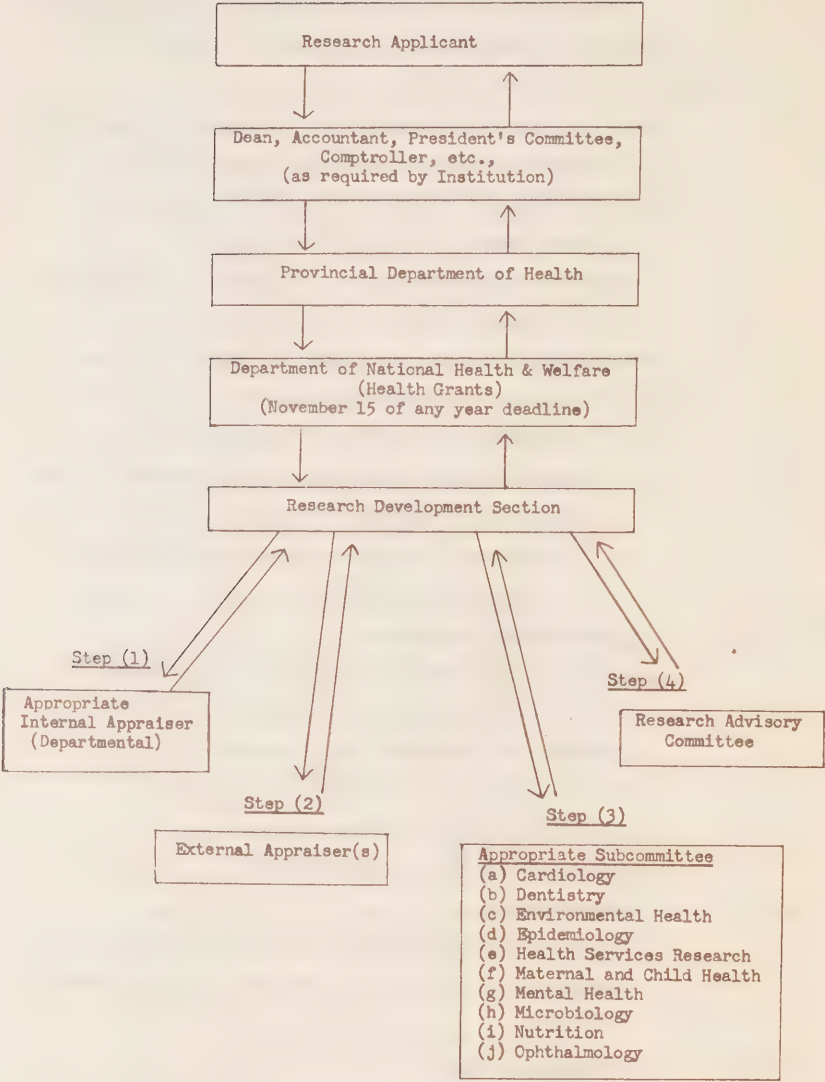 Research Applicant
Dean, Accountant, President's Committee,
Comptroller, etc.,
(as required by Institution)
Provincial Department of Health
Department of National Health & Welfare
(Health Grants)
(November 15 of any year deadline)
Research Development Section
Step (1)
Appropriate
Internal Appraiser
(Departmental)
Step (2)
External Appraiser(s)
Step (3)
Appropriate Subcommittee
(a) Cardiology
(b) Dentistry
(c) Environmental Health
(d) Epidemiology
(e) Health Services Research
(f) Maternal and Child Health
(g) Mental Health
(h) Microbiology
(i) Nutrition
(j) Ophthalmology
Step (4)
Research Advisory
Committee